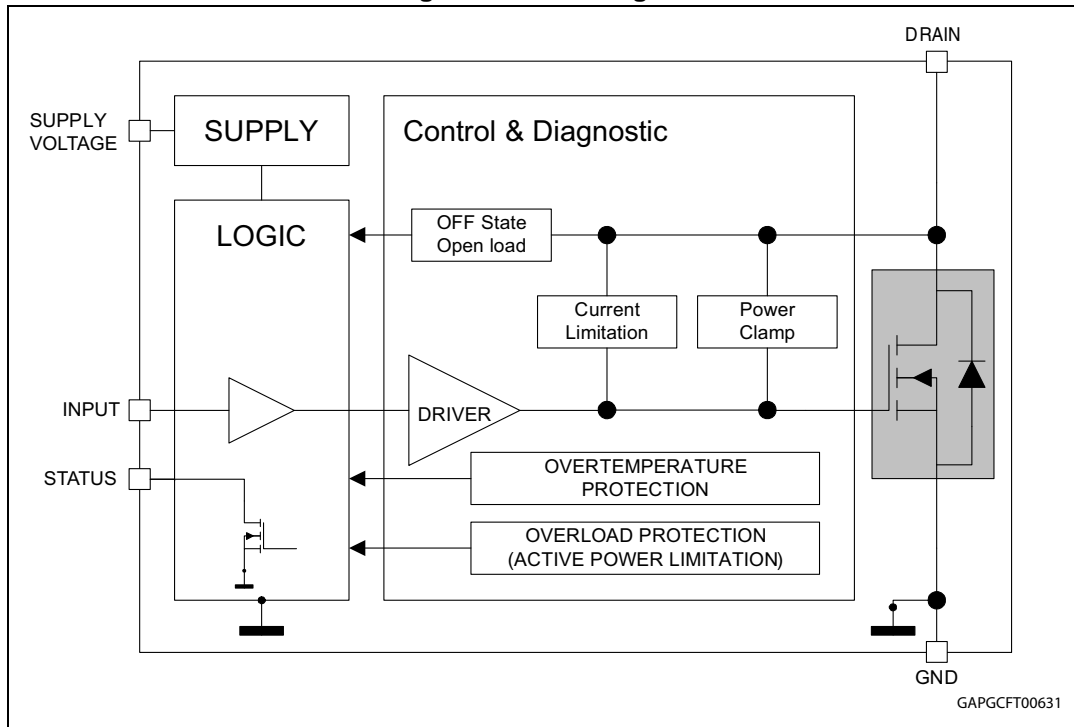 DRAIN
SUPPLY
VOLTAGE
SUPPLY
Control & Diagnostic
LOGIC
OFF State
Open load
Current
Limitation
Power
Clamp
INPUT
DRIVER
STATUS
OVERTEMPERATURE
PROTECTION
OVERLOAD PROTECTION
(ACTIVE POWER LIMITATION)
GND
GAPGCFT00631